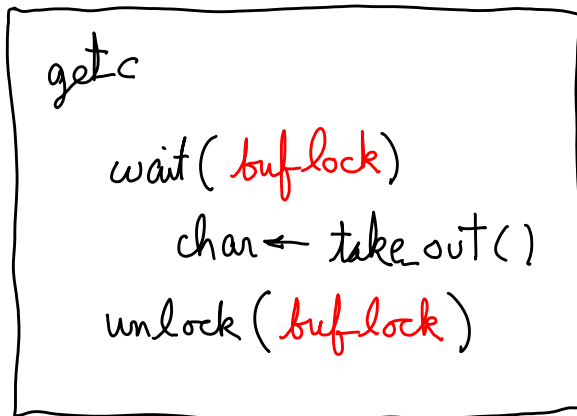 getc
wait(buflock)
char ← take_out()
unlock(buflock)